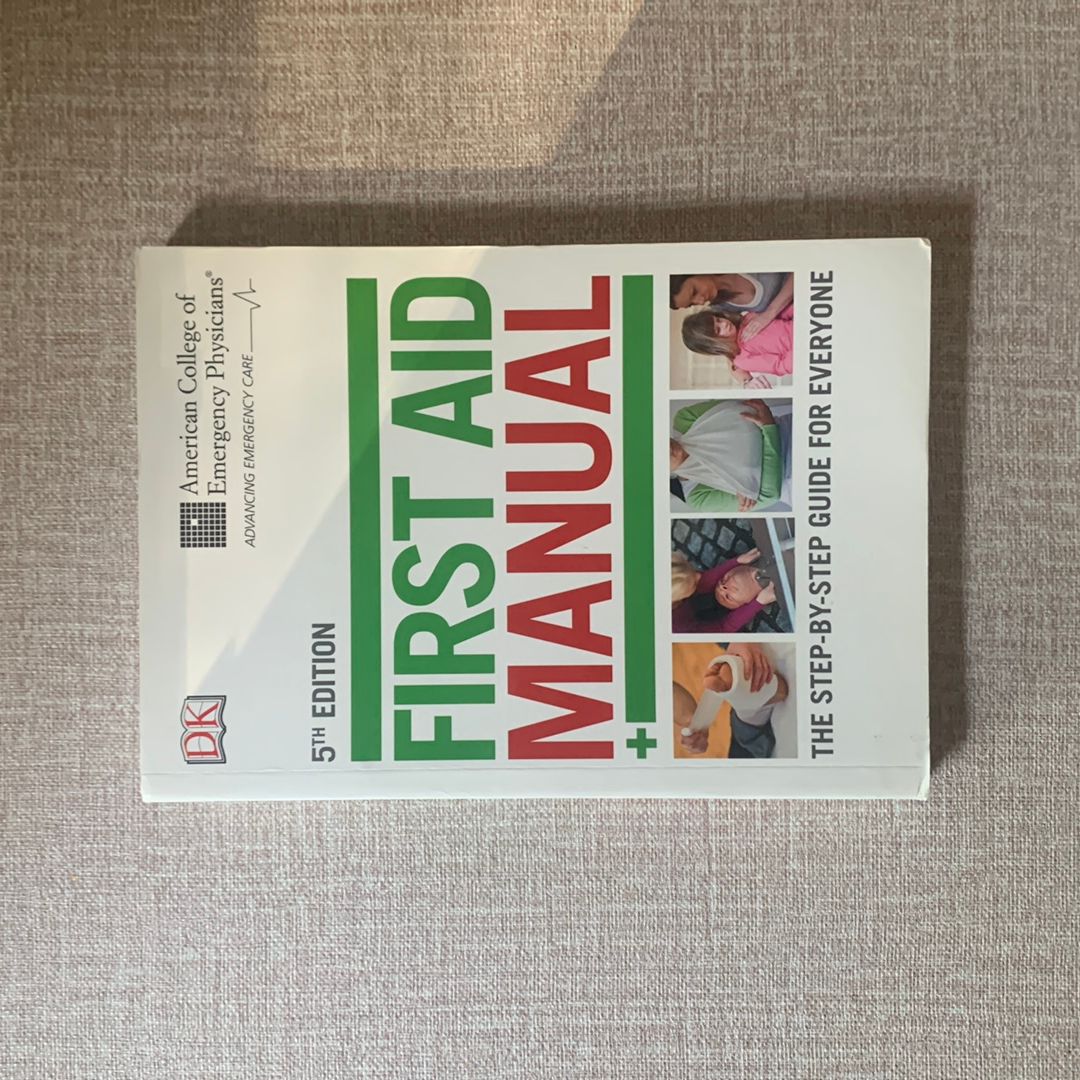 DK
American College of
Emergency Physicians®
ADVANCING EMERGENCY CARE
5TH EDITION
FIRST AID
MANUAL
THE STEP-BY-STEP GUIDE FOR EVERYONE